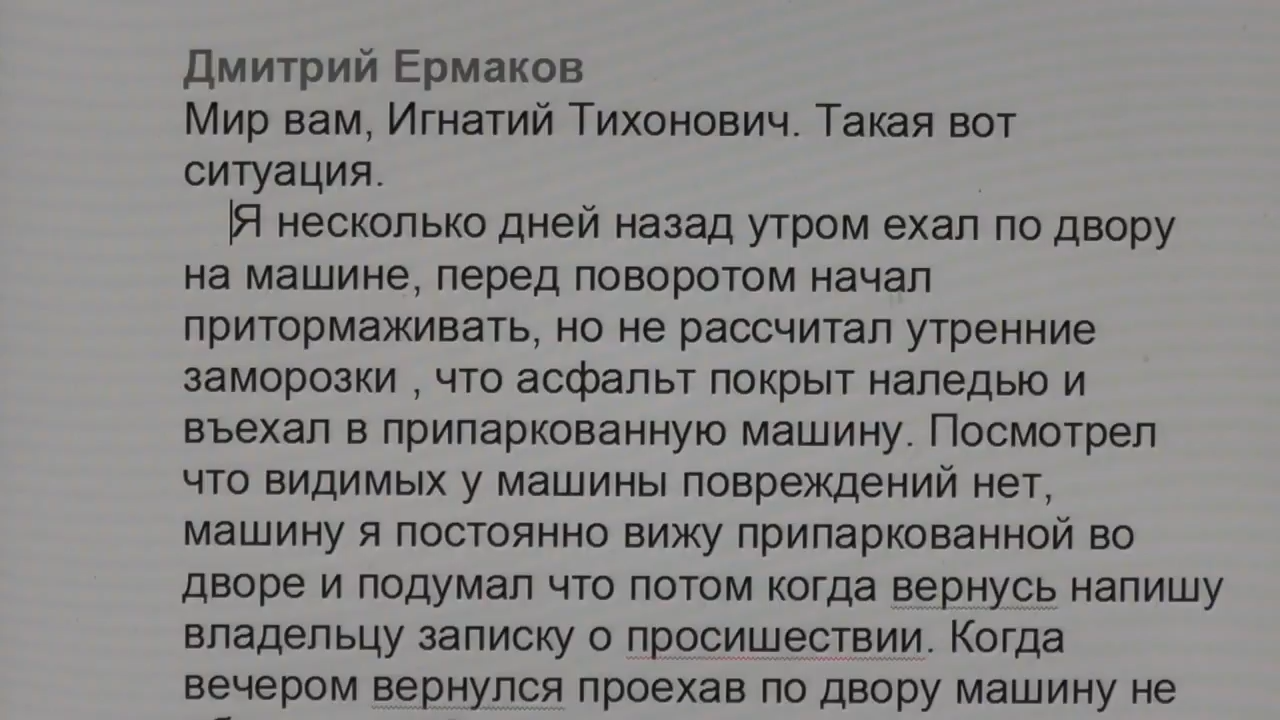 Дмитрий Ермаков
Мир вам, Игнатий Тихонович. Такая вот
ситуация.
Я несколько дней назад утром ехал по двору
на машине, перед поворотом начал
притормаживать, но не рассчитал утренние
заморозки , что асфальт покрыт наледью и
въехал в припаркованную машину. Посмотрел
что видимых у машины повреждений нет,
машину я постоянно вижу припаркованной во
дворе и подумал что потом когда вернусь напишу
владельцу записку о просишествии. Когда
вечером вернулся проехав по двору машину не